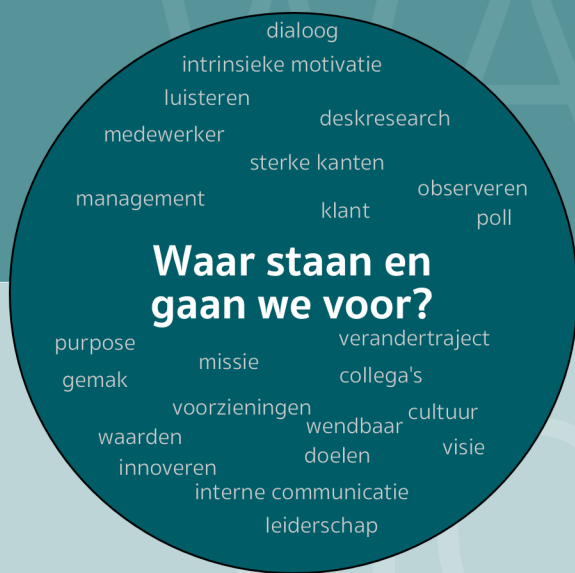 dialoog
intrinsieke motivatie
luisteren
deskresearch
medewerker
sterke kanten
observeren
management
klant
poll
Waar staan en
gaan we voor?
verandertraject
purpose
missie
collega's
gemak
voorzieningen
cultuur
wendbaar
waarden
visie
doelen
innoveren
interne communicatie
leiderschap